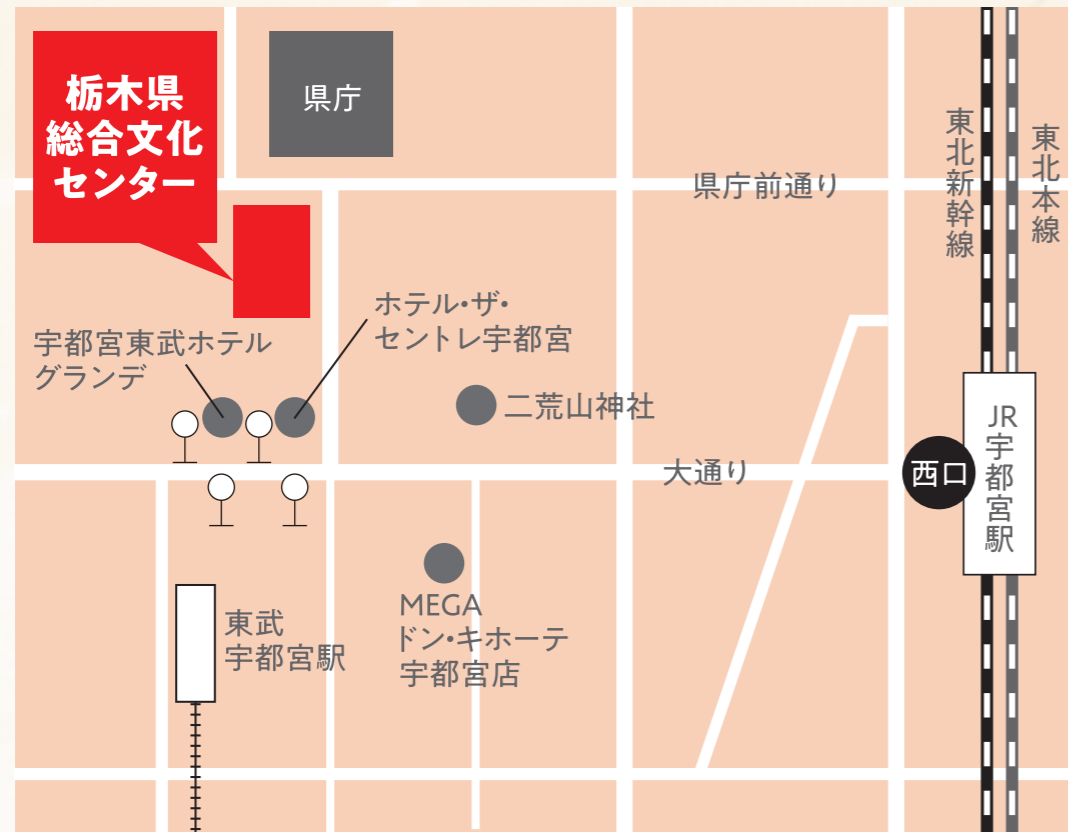 栃木県
総合文化
センター
県庁
県庁前通り
東北新幹線
東北本線
ホテル・ザ・
セントレ宇都宮
宇都宮東武ホテル
グランデ
二荒山神社
大通り
西口
JR宇都宮駅
MEGA
ドン・キホーテ
宇都宮店
東武
宇都宮駅